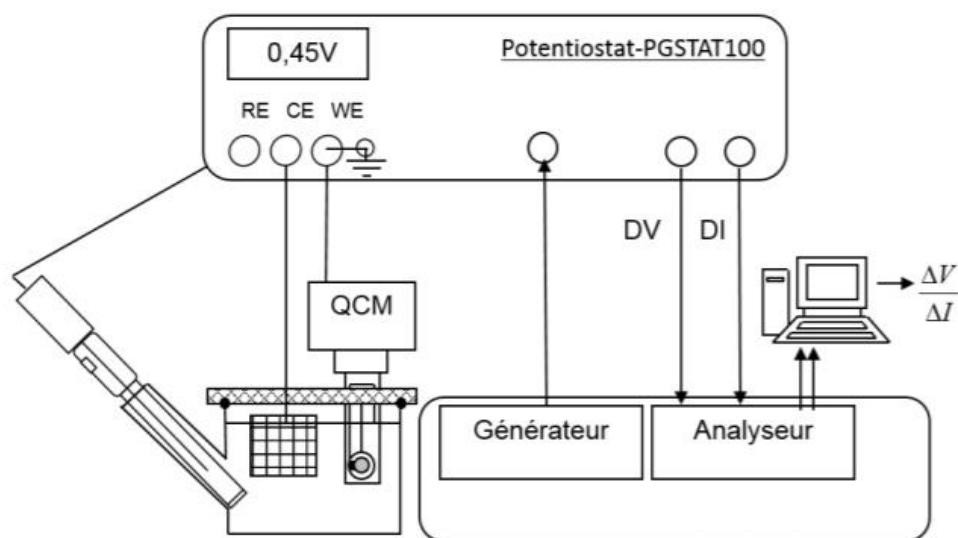 0,45V
Potentiostat-PGSTAT100
RE CE WE
DV DI
QCM
ΔV
ΔI
Générateur
Analyseur